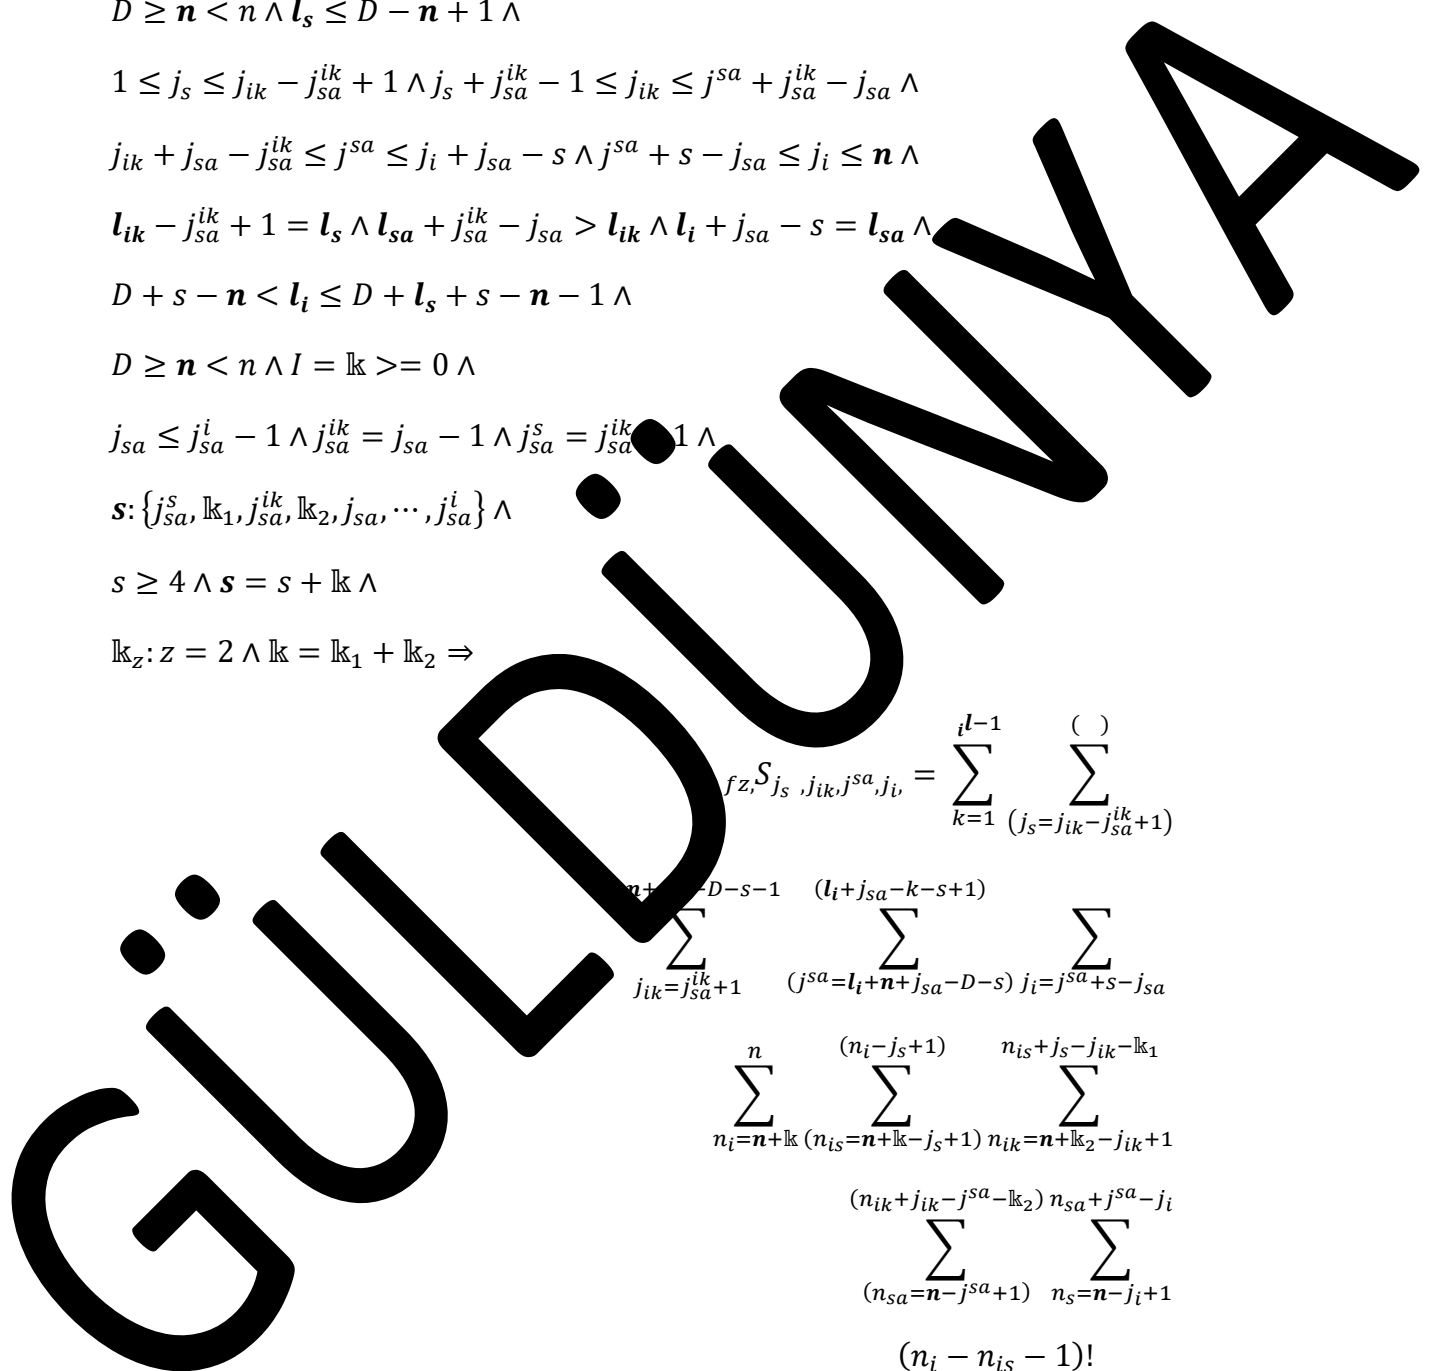 D ≥ n < n ∧ l_s ≤ D − n + 1 ∧
1 ≤ j_s ≤ j_{ik} − j_{sa}^{ik} + 1 ∧ j_s + j_{sa}^{ik} − 1 ≤ j_{ik} ≤ j^{sa} + j_{sa}^{ik} − j_{sa} ∧
j_{ik} + j_{sa} − j_{sa}^{ik} ≤ j^{sa} ≤ j_i + j_{sa} − s ∧ j^{sa} + s − j_{sa} ≤ j_i ≤ n ∧
l_{ik} − j_{sa}^{ik} + 1 = l_s ∧ l_{sa} + j_{sa}^{ik} − j_{sa} > l_{ik} ∧ l_i + j_{sa} − s = l_{sa} ∧
D + s − n < l_i ≤ D + l_s + s − n − 1 ∧
D ≥ n < n ∧ I = 𝕜 >= 0 ∧
j_{sa} ≤ j_{sa}^{i} − 1 ∧ j_{sa}^{ik} = j_{sa} − 1 ∧ j_{sa}^{s} = j_{sa}^{ik} 1 ∧
s: {j_{sa}^{s}, 𝕜_1, j_{sa}^{ik}, 𝕜_2, j_{sa}, ⋯, j_{sa}^{i}} ∧
s ≥ 4 ∧ s = s + 𝕜 ∧
𝕜_z: z = 2 ∧ 𝕜 = 𝕜_1 + 𝕜_2 ⇒
_{fz,}S_{j_s ,j_{ik},j^{sa},j_i,} = ∑_{k=1}^{_il−1} ∑_{(j_s=j_{ik}−j_{sa}^{ik}+1)}^{( )}
∑_{j_{ik}=j_{sa}^{ik}+1}^{n+ −D−s−1} ∑_{(j^{sa}=l_i+n+j_{sa}−D−s)}^{(l_i+j_{sa}−k−s+1)} ∑_{j_i=j^{sa}+s−j_{sa}}
∑_{n_i=n+𝕜}^{n} ∑_{(n_{is}=n+𝕜−j_s+1)}^{(n_i−j_s+1)} ∑_{n_{ik}=n+𝕜_2−j_{ik}+1}^{n_{is}+j_s−j_{ik}−𝕜_1}
∑_{(n_{sa}=n−j^{sa}+1)}^{(n_{ik}+j_{ik}−j^{sa}−𝕜_2)} ∑_{n_s=n−j_i+1}^{n_{sa}+j^{sa}−j_i}
(n_i − n_{is} − 1)!
GÜLDÜNYA